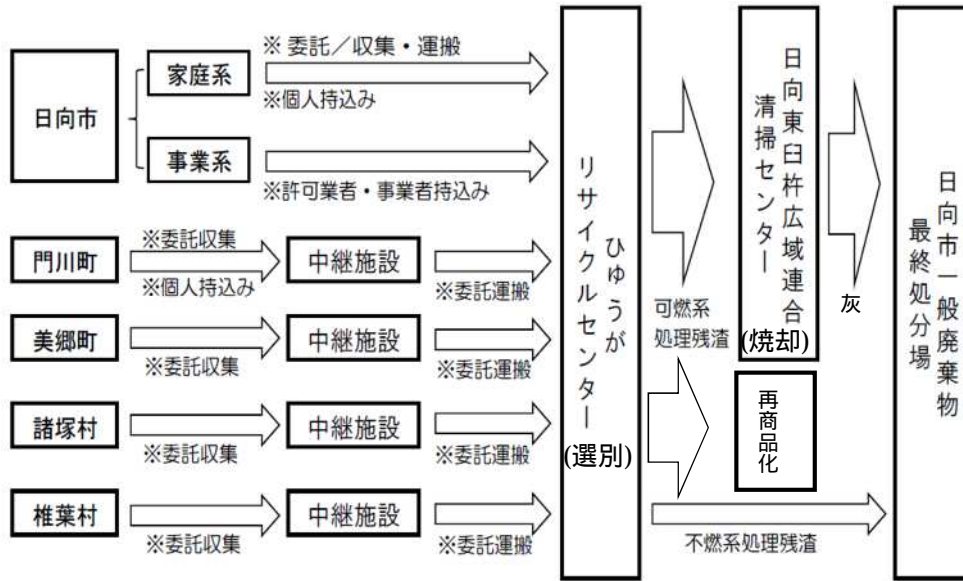 日向市
家庭系
※ 委託／収集・運搬
※個人持込み
事業系
※許可業者・事業者持込み
門川町
※委託収集
※個人持込み
中継施設
※委託運搬
美郷町
※委託収集
中継施設
※委託運搬
諸塚村
※委託収集
中継施設
※委託運搬
椎葉村
※委託収集
中継施設
※委託運搬
ひゅうが
リサイクルセンター
(選別)
可燃系
処理残渣
日向東臼杵広域連合
清掃センター
(焼却)
灰
再商品化
不燃系処理残渣
日向市一般廃棄物
最終処分場